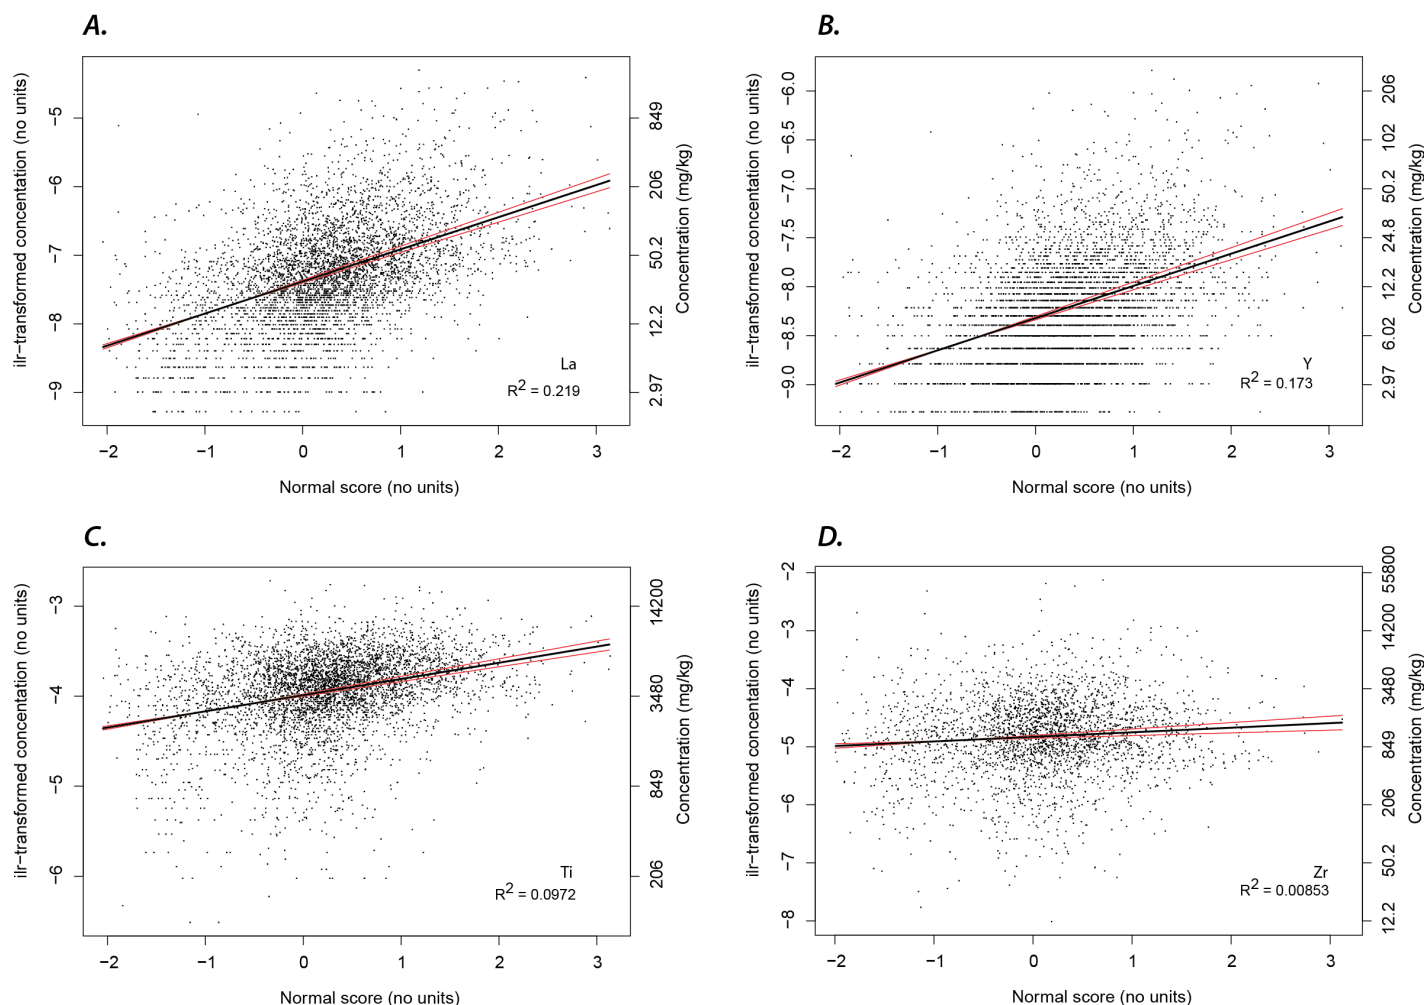 A.
ilr−transformed concentation (no units)
−5
−6
−7
−8
−9
849
206
50.2
12.2
2.97
Concentration (mg/kg)
La
R2 = 0.219
−2 −1 0 1 2 3
Normal score (no units)
B.
ilr−transformed concentation (no units)
−6.0
−6.5
−7.0
−7.5
−8.0
−8.5
−9.0
206
102
50.2
24.8
12.2
6.02
2.97
Concentration (mg/kg)
Y
R2 = 0.173
−2 −1 0 1 2 3
Normal score (no units)
C.
ilr−transformed concentation (no units)
−3
−4
−5
−6
14200
3480
849
206
Concentration (mg/kg)
Ti
R2 = 0.0972
−2 −1 0 1 2 3
Normal score (no units)
D.
ilr−transformed concentation (no units)
−2
−3
−4
−5
−6
−7
−8
55800
14200
3480
849
206
50.2
12.2
Concentration (mg/kg)
Zr
R2 = 0.00853
−2 −1 0 1 2 3
Normal score (no units)